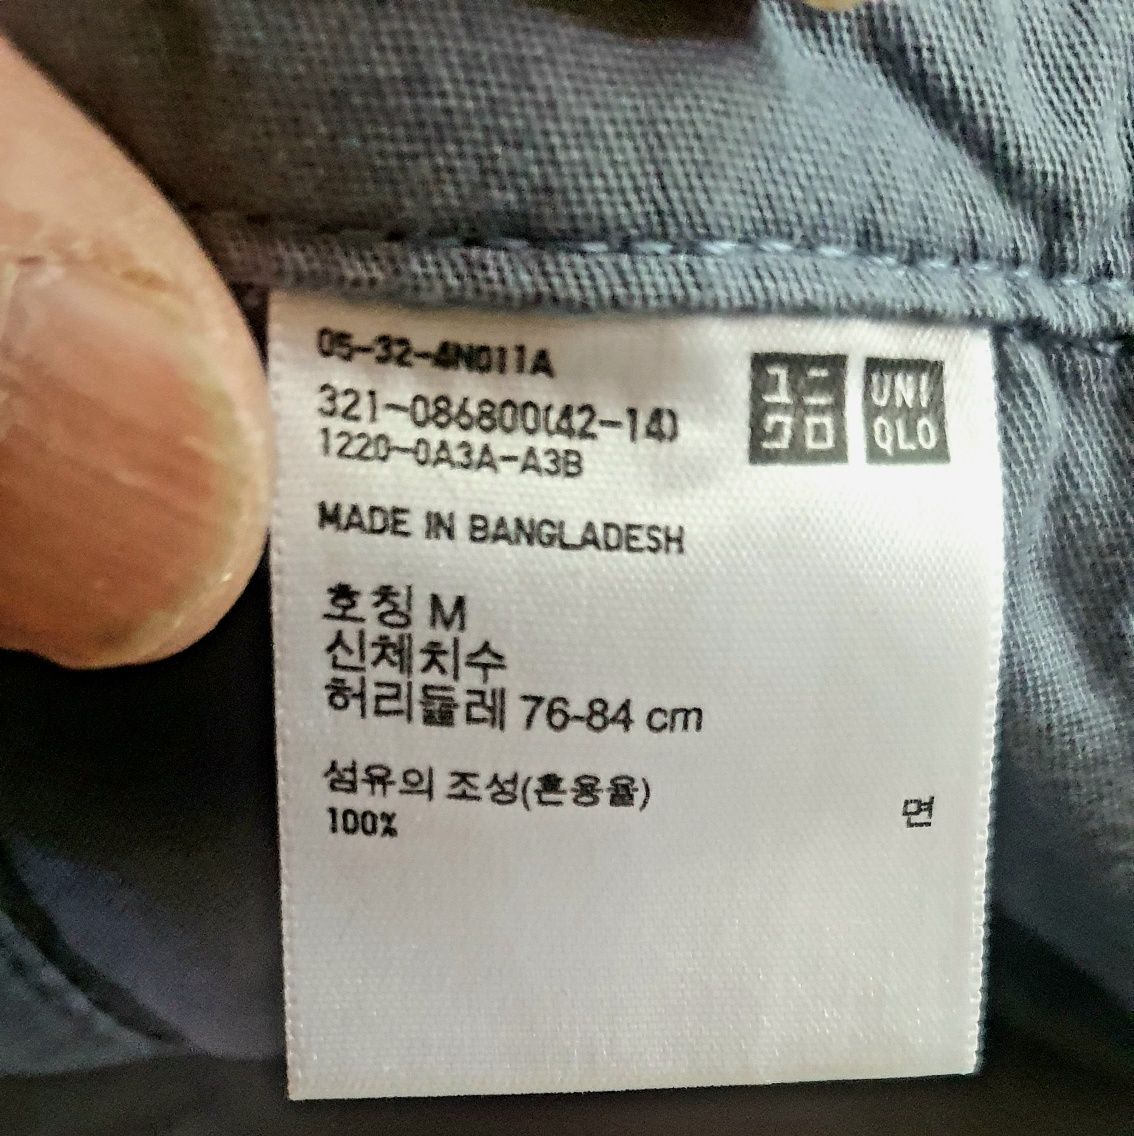 05-32-4N011A
321-086800(42-14)
1220-0A3A-A3B
ユニ
クロ
UNI
QLO
MADE IN BANGLADESH
호칭 M
신체치수
허리둘레 76-84 cm
섬유의 조성(혼용율)
100% 면